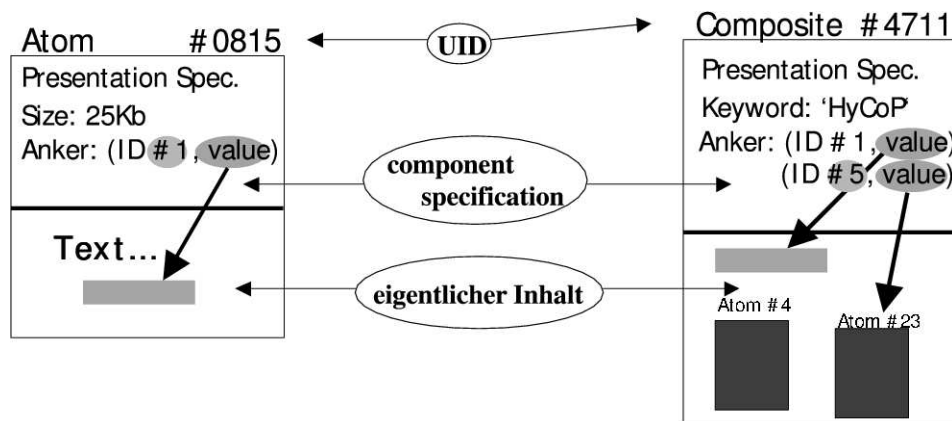 Atom #0815
Presentation Spec.
Size: 25Kb
Anker: (ID #1, value)
Text...
UID
component
specification
eigentlicher Inhalt
Composite #4711
Presentation Spec.
Keyword: 'HyCoP'
Anker: (ID #1, value)
(ID #5, value)
Atom #4
Atom #23